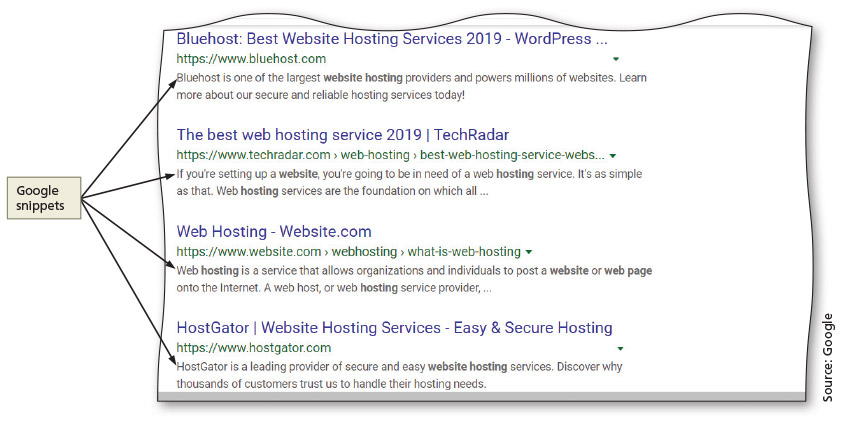 Bluehost: Best Website Hosting Services 2019 - WordPress ...
https://www.bluehost.com
Bluehost is one of the largest website hosting providers and powers millions of websites. Learn
more about our secure and reliable hosting services today!
The best web hosting service 2019 | TechRadar
https://www.techradar.com › web-hosting › best-web-hosting-service-webs...
If you're setting up a website, you're going to be in need of a web hosting service. It's as simple
as that. Web hosting services are the foundation on which all ...
Google
snippets
Web Hosting - Website.com
https://www.website.com › webhosting › what-is-web-hosting
Web hosting is a service that allows organizations and individuals to post a website or web page
onto the Internet. A web host, or web hosting service provider, ...
HostGator | Website Hosting Services - Easy & Secure Hosting
https://www.hostgator.com
HostGator is a leading provider of secure and easy website hosting services. Discover why
thousands of customers trust us to handle their hosting needs.
Source: Google